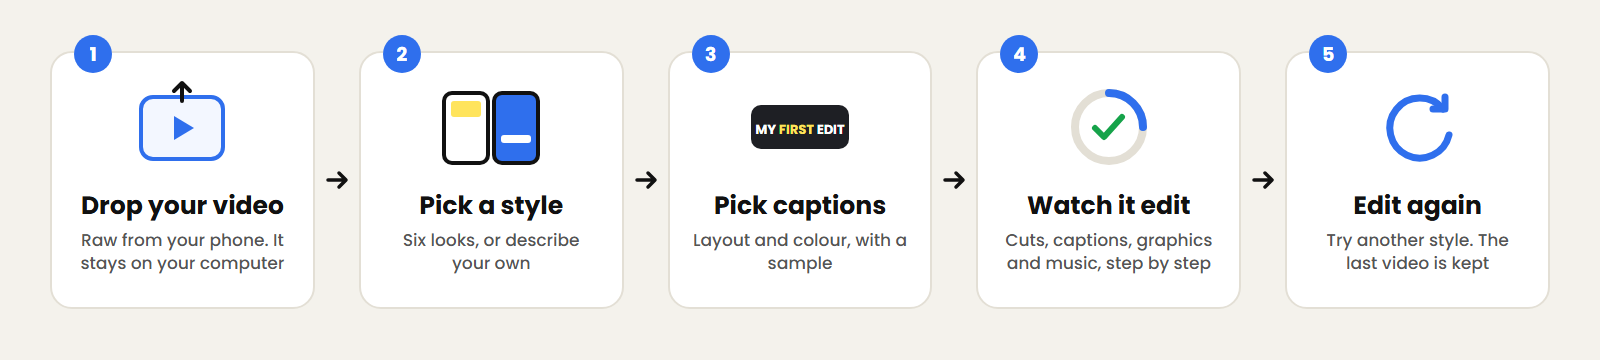 1
Drop your video
Raw from your phone. It
stays on your computer
2
Pick a style
Six looks, or describe
your own
3
MY FIRST EDIT
Pick captions
Layout and colour, with a
sample
4
Watch it edit
Cuts, captions, graphics
and music, step by step
5
Edit again
Try another style. The
last video is kept